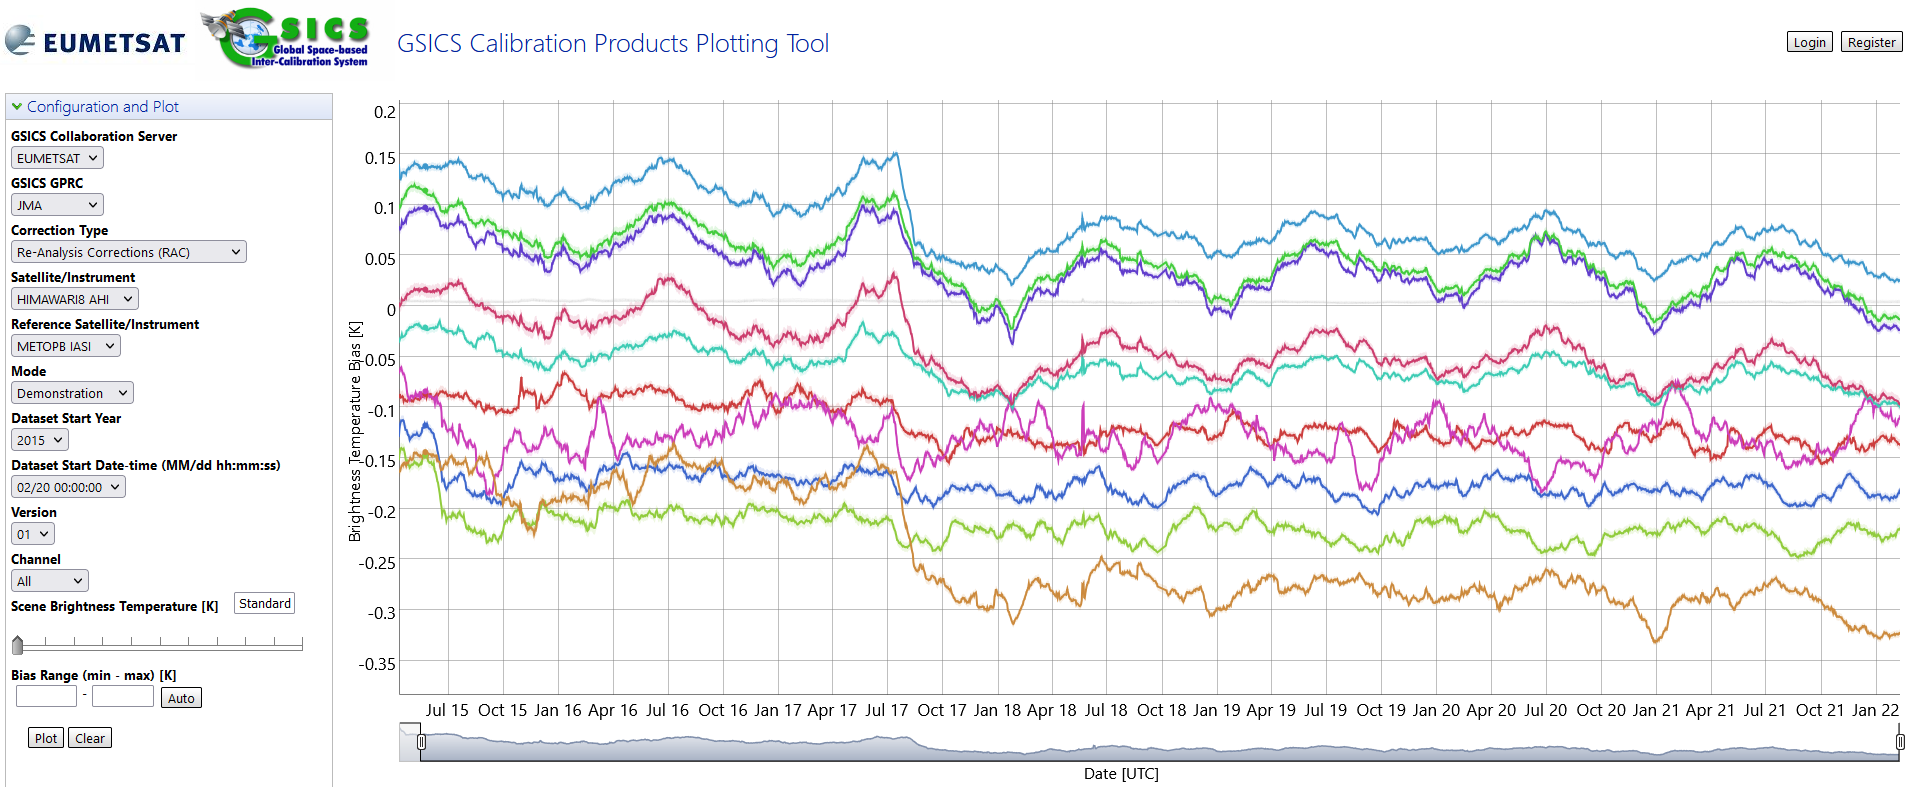 EUMETSAT
GSICS
Global Space-based
Inter-Calibration System
GSICS Calibration Products Plotting Tool
Login
Register
Configuration and Plot
GSICS Collaboration Server
EUMETSAT
GSICS GPRC
JMA
Correction Type
Re-Analysis Corrections (RAC)
Satellite/Instrument
HIMAWARI8 AHI
Reference Satellite/Instrument
METOPB IASI
Mode
Demonstration
Dataset Start Year
2015
Dataset Start Date-time (MM/dd hh:mm:ss)
02/20 00:00:00
Version
01
Channel
All
Scene Brightness Temperature [K]
Standard
Bias Range (min - max) [K]
-
Auto
Plot
Clear
Brightness Temperature Bias [K]
0.2
0.15
0.1
0.05
0
-0.05
-0.1
-0.15
-0.2
-0.25
-0.3
-0.35
Jul 15 Oct 15 Jan 16 Apr 16 Jul 16 Oct 16 Jan 17 Apr 17 Jul 17 Oct 17 Jan 18 Apr 18 Jul 18 Oct 18 Jan 19 Apr 19 Jul 19 Oct 19 Jan 20 Apr 20 Jul 20 Oct 20 Jan 21 Apr 21 Jul 21 Oct 21 Jan 22
Date [UTC]